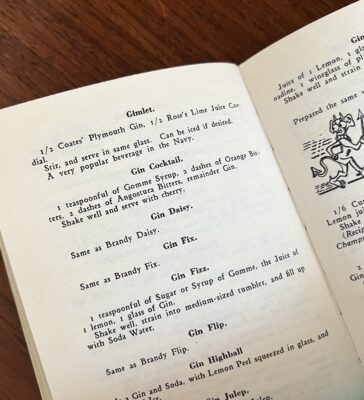 Gimlet.
1/2 Coates' Plymouth Gin, 1/2 Rose's Lime Juice Cor-
dial.
Stir, and serve in same glass. Can be iced if desired.
A very popular beverage in the Navy.
Gin Cocktail.
1 teaspoonful of Gomme Syrup, 2 dashes of Orange Bit-
ters, 2 dashes of Angostura Bitters, remainder Gin.
Shake well and serve with cherry.
Gin Daisy.
Same as Brandy Daisy.
Gin Fix.
Same as Brandy Fix.
Gin Fizz.
1 teaspoonful of Sugar or Syrup of Gomme, the Juice of
1 lemon, 1 glass of Gin.
Shake well, strain into medium-sized tumbler, and fill up
with Soda Water.
Gin Flip.
Same as Brandy Flip.
Gin Highball
a Gin and Soda, with Lemon Peel squeezed in glass, and
Gin Julep.
Gin
Juice of 1 Lemon, 1 gla
nadine, 1 wineglass of pl
Shake well and strain
Prepared the same w
1/6 Cu
Lemon ju
Shake
(Recip
Champ